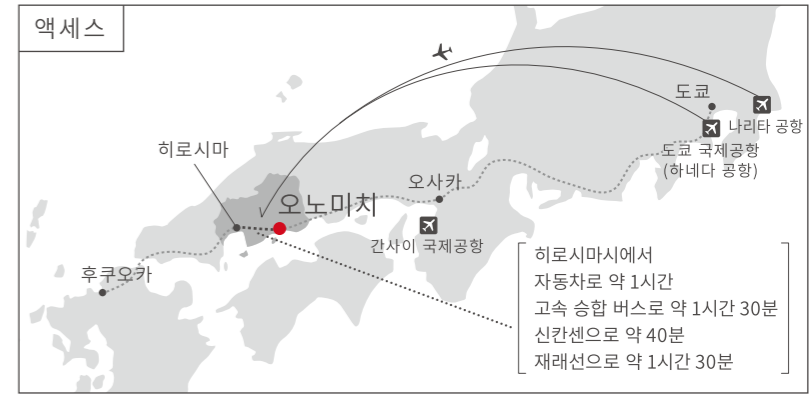 액세스
도쿄
나리타 공항
도쿄 국제공항
(하네다 공항)
히로시마
오사카
오노미치
간사이 국제공항
후쿠오카
히로시마시에서
자동차로 약 1시간
고속 승합 버스로 약 1시간 30분
신칸센으로 약 40분
재래선으로 약 1시간 30분